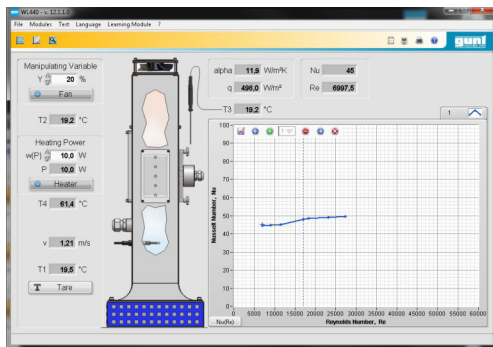 WL440 - v. 12.1.1.0
File Modules Test Language Learning Module ?
gunt
Manipulating Variable
Y 20 %
Fan
T2 19,2 °C
Heating Power
w(P) 10,0 W
P 10,0 W
Heater
T4 61,4 °C
v 1,21 m/s
T1 19,5 °C
T Tare
alpha 11,9 W/m²K
q 498,0 W/m²
T3 19,2 °C
Nu 45
Re 6997,5
1
1
Nusselt Number, Nu
100
90
80
70
60
50
40
30
20
10
0
0 5000 10000 15000 20000 25000 30000 35000 40000 45000 50000 55000 60000
Nu(Re)
Reynolds Number, Re